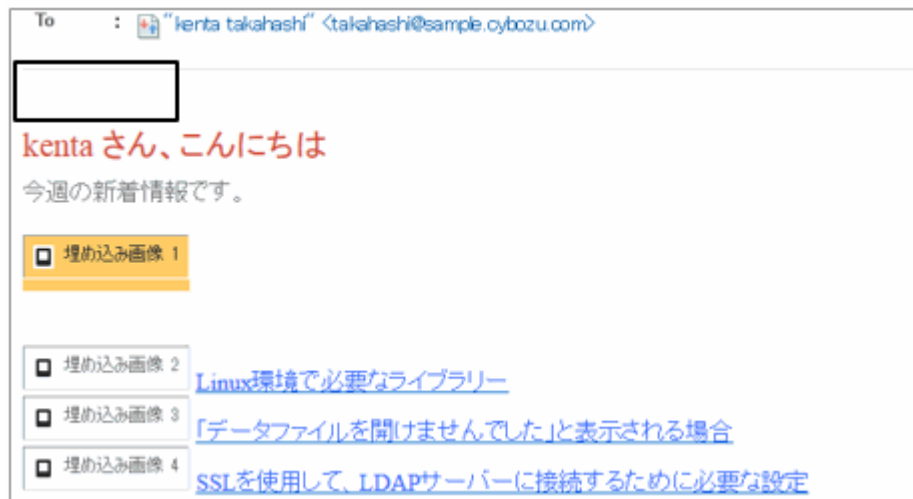 To : "kenta takahashi" <takahashi@sample.cybozu.com>
kenta さん、こんにちは
今週の新着情報です。
埋め込み画像 1
埋め込み画像 2 Linux環境で必要なライブラリー
埋め込み画像 3 「データファイルを開けませんでした」と表示される場合
埋め込み画像 4 SSLを使用して、LDAPサーバーに接続するために必要な設定